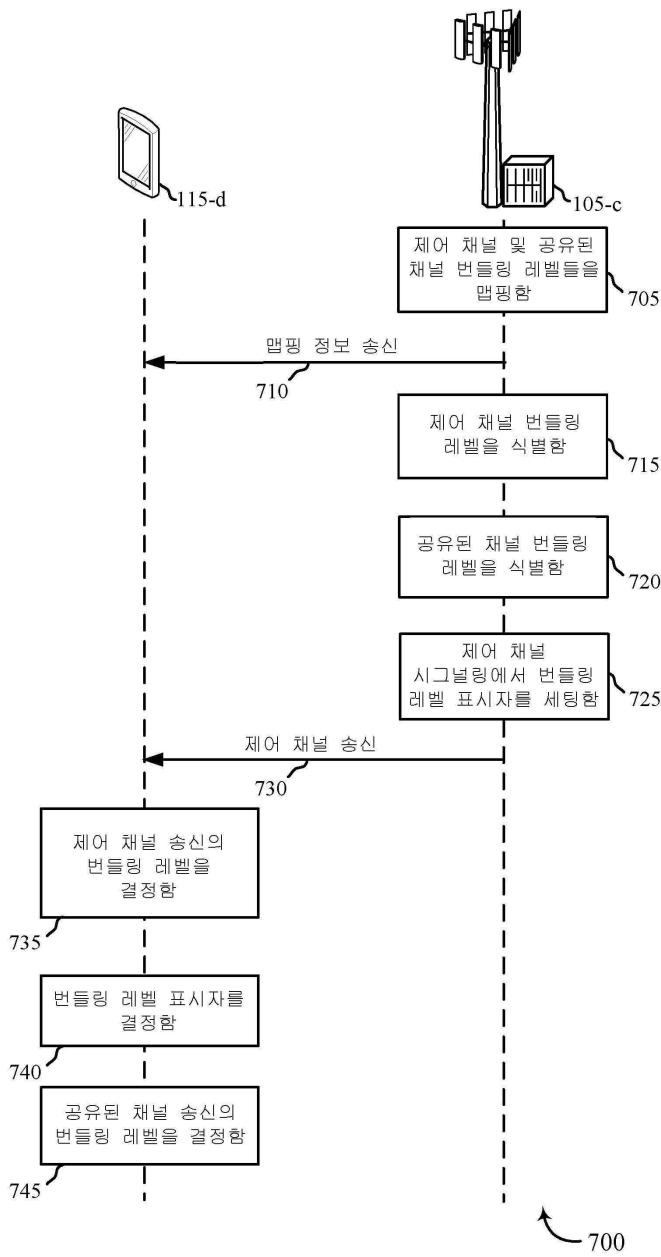 115-d
105-c
제어 채널 및 공유된
채널 번들링 레벨들을
맵핑함
705
맵핑 정보 송신
710
제어 채널 번들링
레벨을 식별함
715
공유된 채널 번들링
레벨을 식별함
720
제어 채널
시그널링에서 번들링
레벨 표시자를 세팅함
725
제어 채널 송신
730
제어 채널 송신의
번들링 레벨을
결정함
735
번들링 레벨 표시자를
결정함
740
공유된 채널 송신의
번들링 레벨을 결정함
745
700